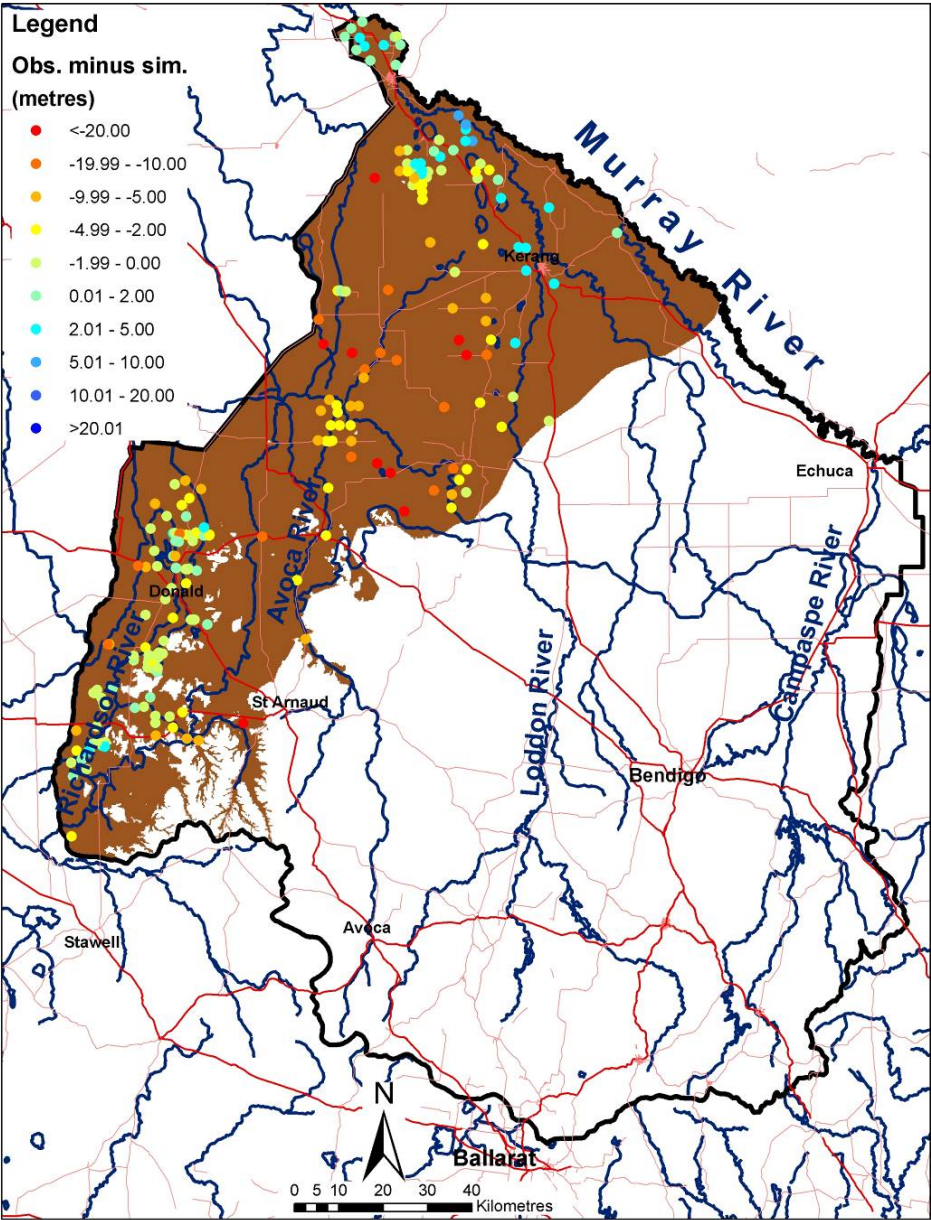 Legend
Obs. minus sim.
(metres)
<-20.00
-19.99 - -10.00
-9.99 - -5.00
-4.99 - -2.00
-1.99 - 0.00
0.01 - 2.00
2.01 - 5.00
5.01 - 10.00
10.01 - 20.00
>20.01
Murray River
Kerang
Echuca
Avoca River
Donald
Campaspe River
Richardson River
Loddon River
St Arnaud
Bendigo
Avoca
Stawell
N
Ballarat
0 5 10 20 30 40
Kilometres